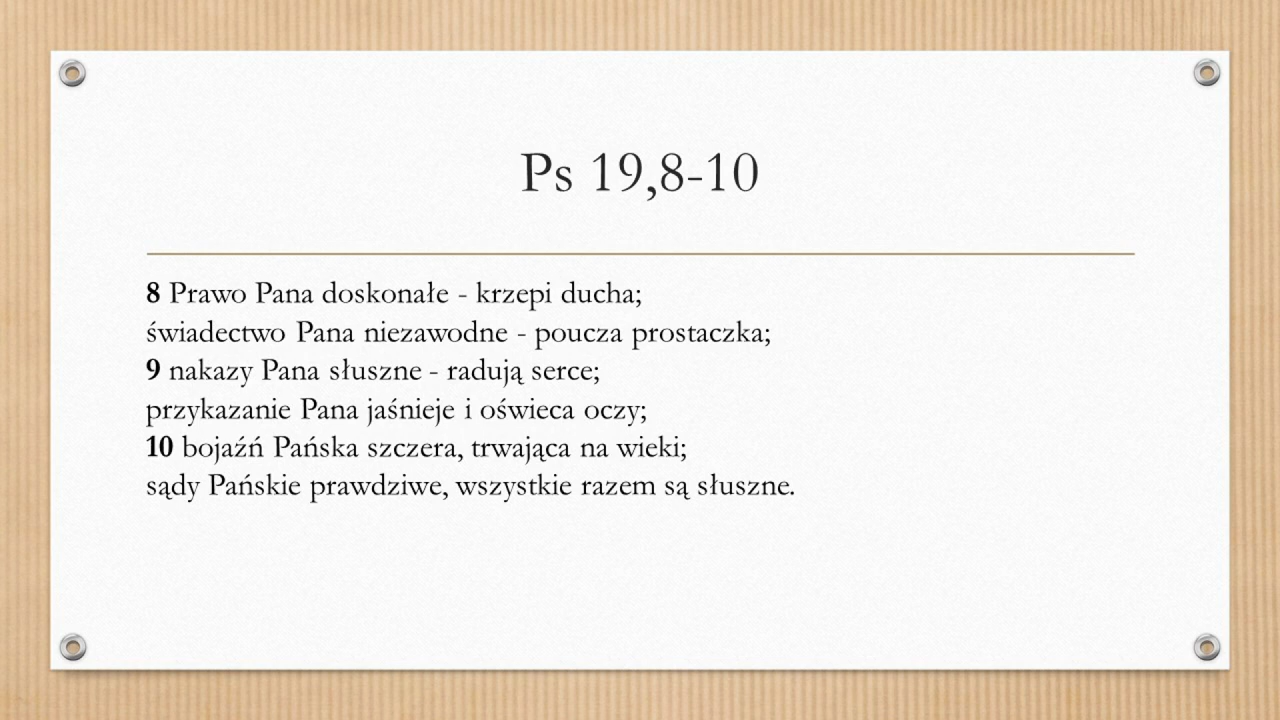 Ps 19,8-10
8 Prawo Pana doskonałe - krzepi ducha;
świadectwo Pana niezawodne - poucza prostaczka;
9 nakazy Pana słuszne - radują serce;
przykazanie Pana jaśnieje i oświeca oczy;
10 bojaźń Pańska szczera, trwająca na wieki;
sądy Pańskie prawdziwe, wszystkie razem są słuszne.